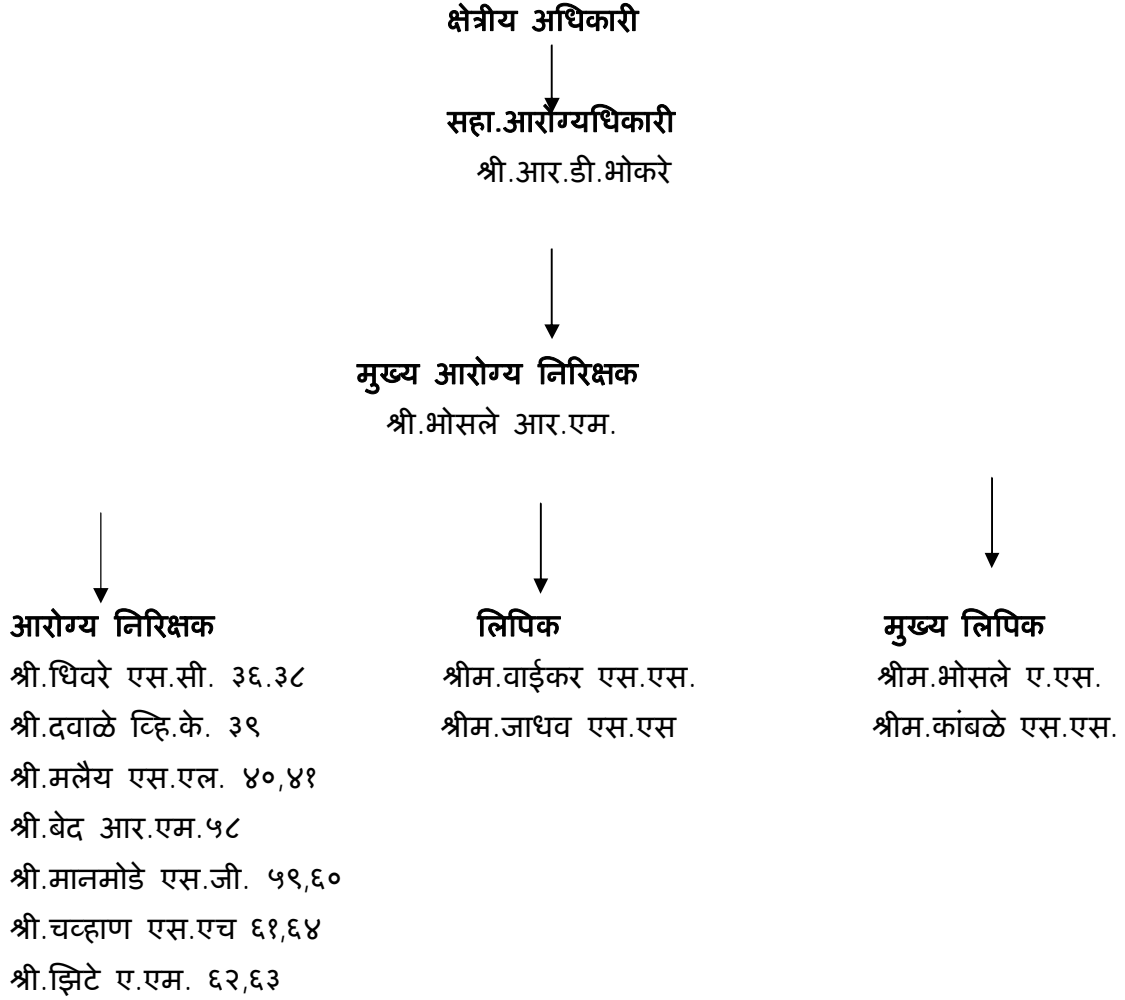 क्षेत्रीय अधिकारी
सहा.आरोग्यधिकारी
श्री.आर.डी.भोकरे
मुख्य आरोग्य निरिक्षक
श्री.भोसले आर.एम.
आरोग्य निरिक्षक
श्री.धिवरे एस.सी. ३६.३८
श्री.दवाळे व्हि.के. ३९
श्री.मलैय एस.एल. ४०,४१
श्री.बेद आर.एम.५८
श्री.मानमोडे एस.जी. ५९,६०
श्री.चव्हाण एस.एच ६१,६४
श्री.झिटे ए.एम. ६२,६३
लिपिक
श्रीम.वाईकर एस.एस.
श्रीम.जाधव एस.एस
मुख्य लिपिक
श्रीम.भोसले ए.एस.
श्रीम.कांबळे एस.एस.